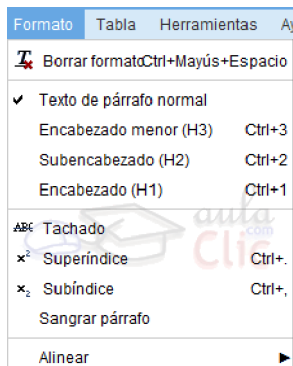 Formato Tabla Herramientas Ay
Borrar formatoCtrl+Mayús+Espacio
Texto de párrafo normal
Encabezado menor (H3) Ctrl+3
Subencabezado (H2) Ctrl+2
Encabezado (H1) Ctrl+1
ABC Tachado
x² Superíndice Ctrl+.
x₂ Subíndice Ctrl+,
Sangrar párrafo
Alinear
aula
Clic
.com